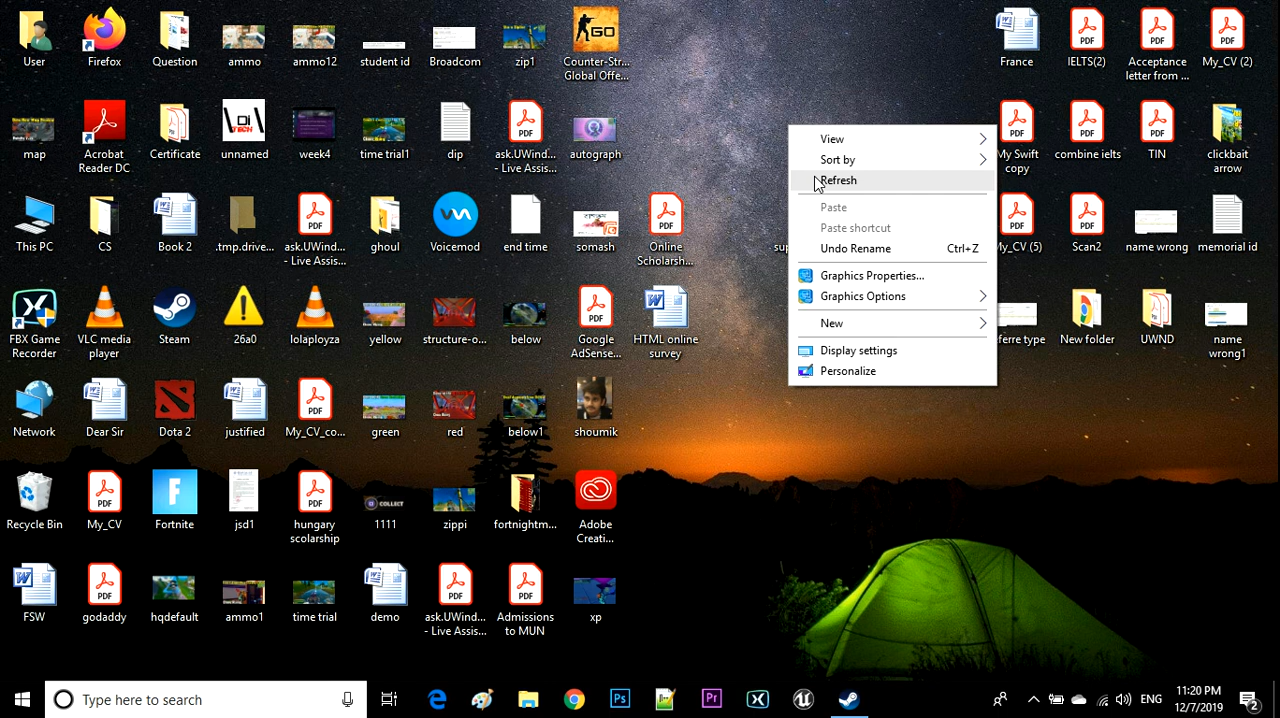 User
Firefox
Question
ammo
ammo12
student id
Broadcom
zip1
GO
Counter-Str...
Global Offe...
France
IELTS(2)
Acceptance
letter from ...
My_CV (2)
map
Acrobat
Reader DC
Certificate
unnamed
week4
time trial1
dip
ask.UWind...
- Live Assis...
autograph
My Swift
copy
combine ielts
TIN
clickbait
arrow
This PC
CS
Book 2
.tmp.drive...
ask.UWind...
- Live Assis...
ghoul
Voicemod
end time
somash
Online
Scholarsh...
My_CV (5)
Scan2
name wrong
memorial id
FBX Game
Recorder
VLC media
player
Steam
26a0
lolaployza
yellow
structure-o...
below
Google
AdSense...
HTML online
survey
New folder
UWND
name
wrong1
Network
Dear Sir
Dota 2
justified
My_CV_co...
green
red
below1
shoumik
Recycle Bin
My_CV
Fortnite
jsd1
hungary
scolarship
COLLECT
1111
zippi
fortnightm...
Adobe
Creati...
FSW
godaddy
hqdefault
ammo1
time trial
demo
ask.UWind...
- Live Assis...
Admissions
to MUN
xp
View
Sort by
Refresh
Paste
Paste shortcut
Undo Rename Ctrl+Z
Graphics Properties...
Graphics Options
New
Display settings
Personalize
Type here to search
ENG
11:20 PM
12/7/2019
2